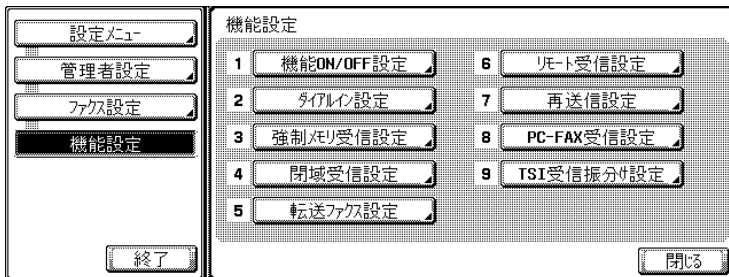 設定メニュー
管理者設定
ファクス設定
機能設定
終了
機能設定
1 機能ON/OFF設定
2 ダイアルイン設定
3 強制メモリ受信設定
4 閉域受信設定
5 転送ファクス設定
6 リモート受信設定
7 再送信設定
8 PC-FAX受信設定
9 TSI受信振分け設定
閉じる